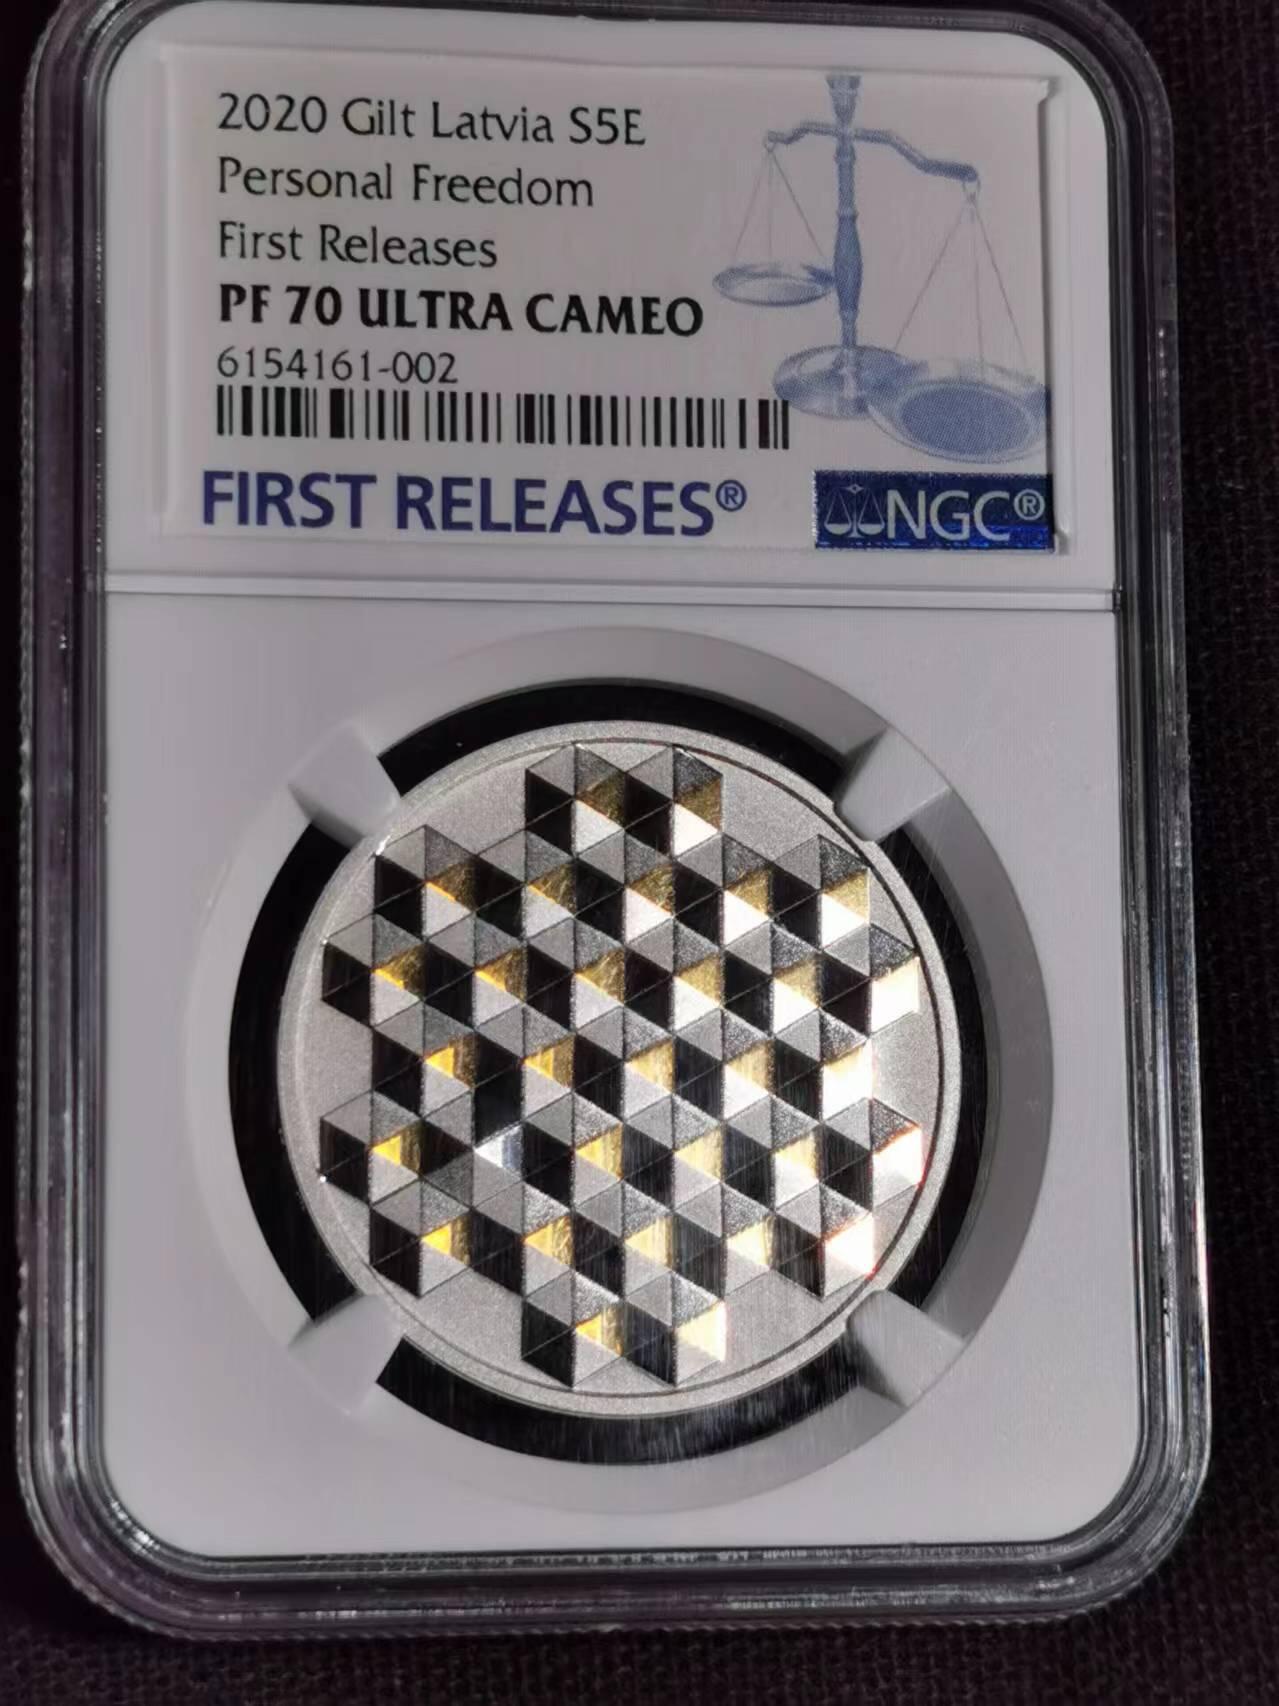 2020 Gilt Latvia S5E
Personal Freedom
First Releases
PF 70 ULTRA CAMEO
6154161-002
FIRST RELEASES®
NGC®